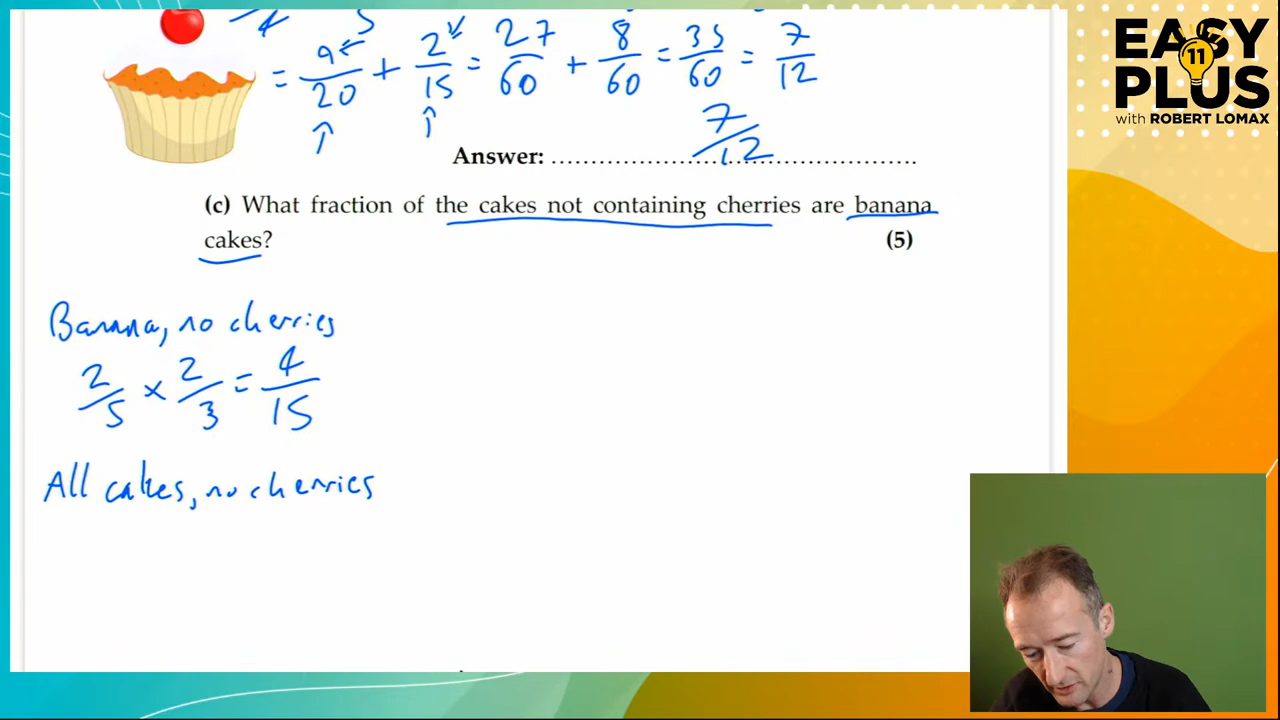 4 5
= 9/20 + 2/15 = 27/60 + 8/60 = 35/60 = 7/12
7/12
Answer: ..................................................
(c) What fraction of the cakes not containing cherries are banana
cakes? (5)
Banana, no cherries
2/5 × 2/3 = 4/15
All cakes, no cherries
EASY
11
PLUS
with ROBERT LOMAX